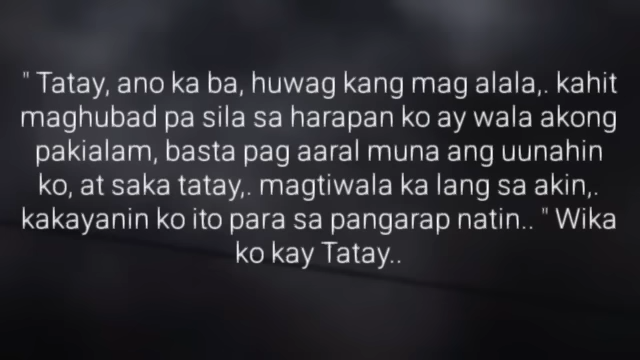 " Tatay, ano ka ba, huwag kang mag alala,. kahit
maghubad pa sila sa harapan ko ay wala akong
pakialam, basta pag aaral muna ang uunahin
ko, at saka tatay,. magtiwala ka lang sa akin,.
kakayanin ko ito para sa pangarap natin.. " Wika
ko kay Tatay..